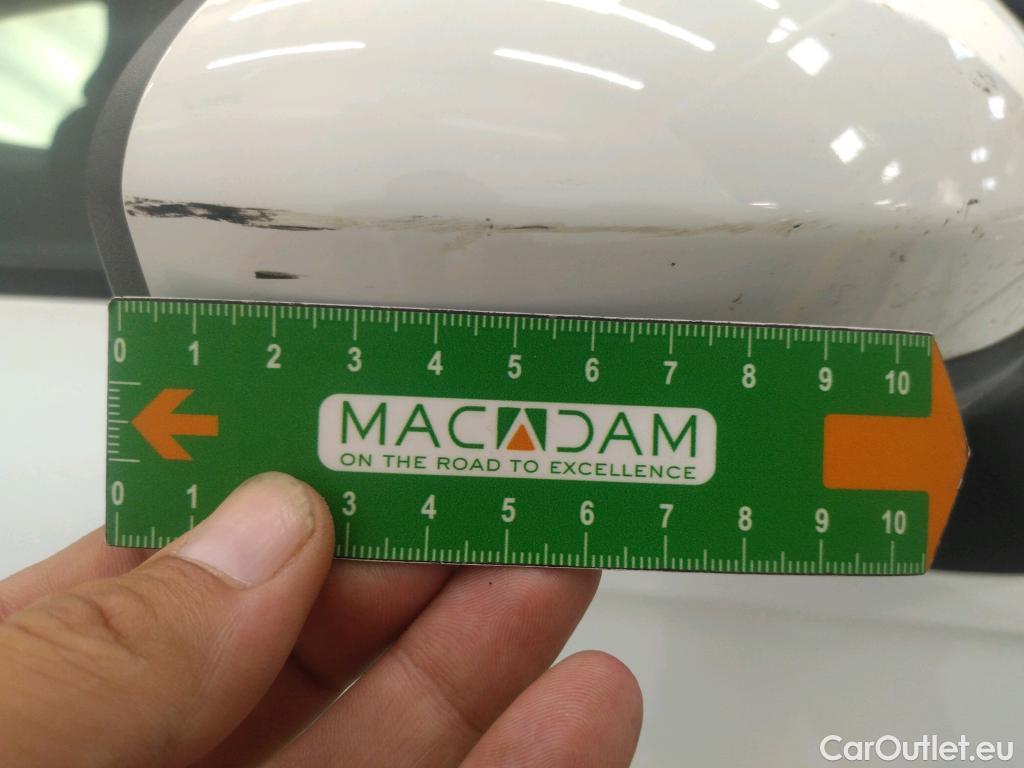 0 1 2 3 4 5 6 7 8 9 10
MACADAM
ON THE ROAD TO EXCELLENCE
0 1 3 4 5 6 7 8 9 10
CarOutlet.eu